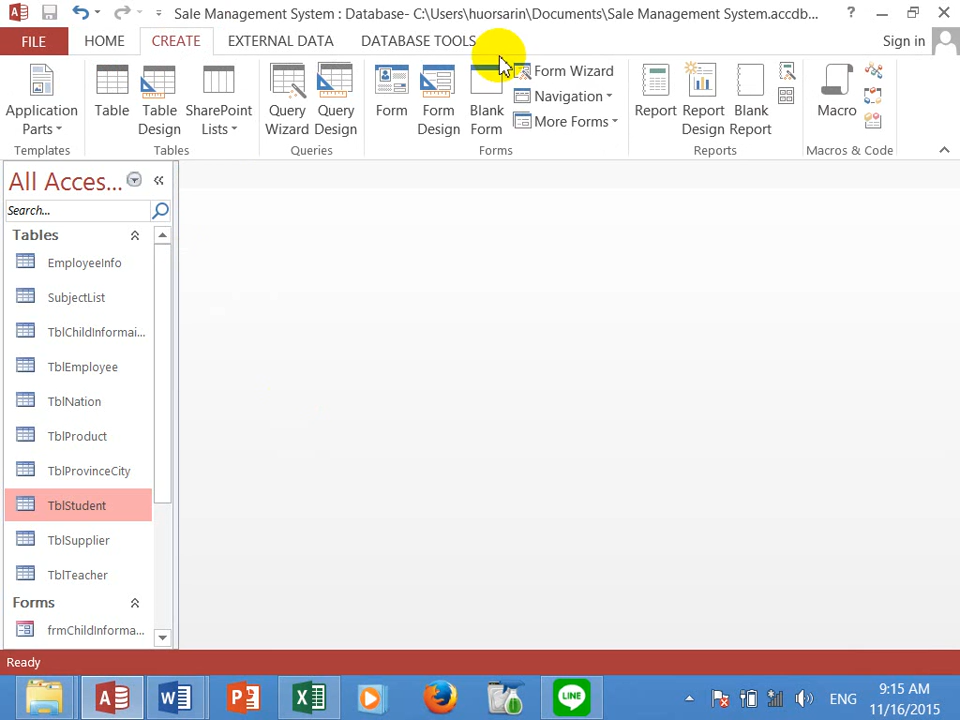 Sale Management System : Database- C:\Users\huorsarin\Documents\Sale Management System.accdb...
?
FILE
HOME
CREATE
EXTERNAL DATA
DATABASE TOOLS
Sign in
Application Parts
Table
Table Design
SharePoint Lists
Query Wizard
Query Design
Form
Form Design
Blank Form
Form Wizard
Navigation
More Forms
Report
Report Design
Blank Report
Macro
Templates
Tables
Queries
Forms
Reports
Macros & Code
All Acces...
Search...
Tables
EmployeeInfo
SubjectList
TblChildInformai...
TblEmployee
TblNation
TblProduct
TblProvinceCity
TblStudent
TblSupplier
TblTeacher
Forms
frmChildInforma...
Ready
LINE
ENG
9:15 AM
11/16/2015